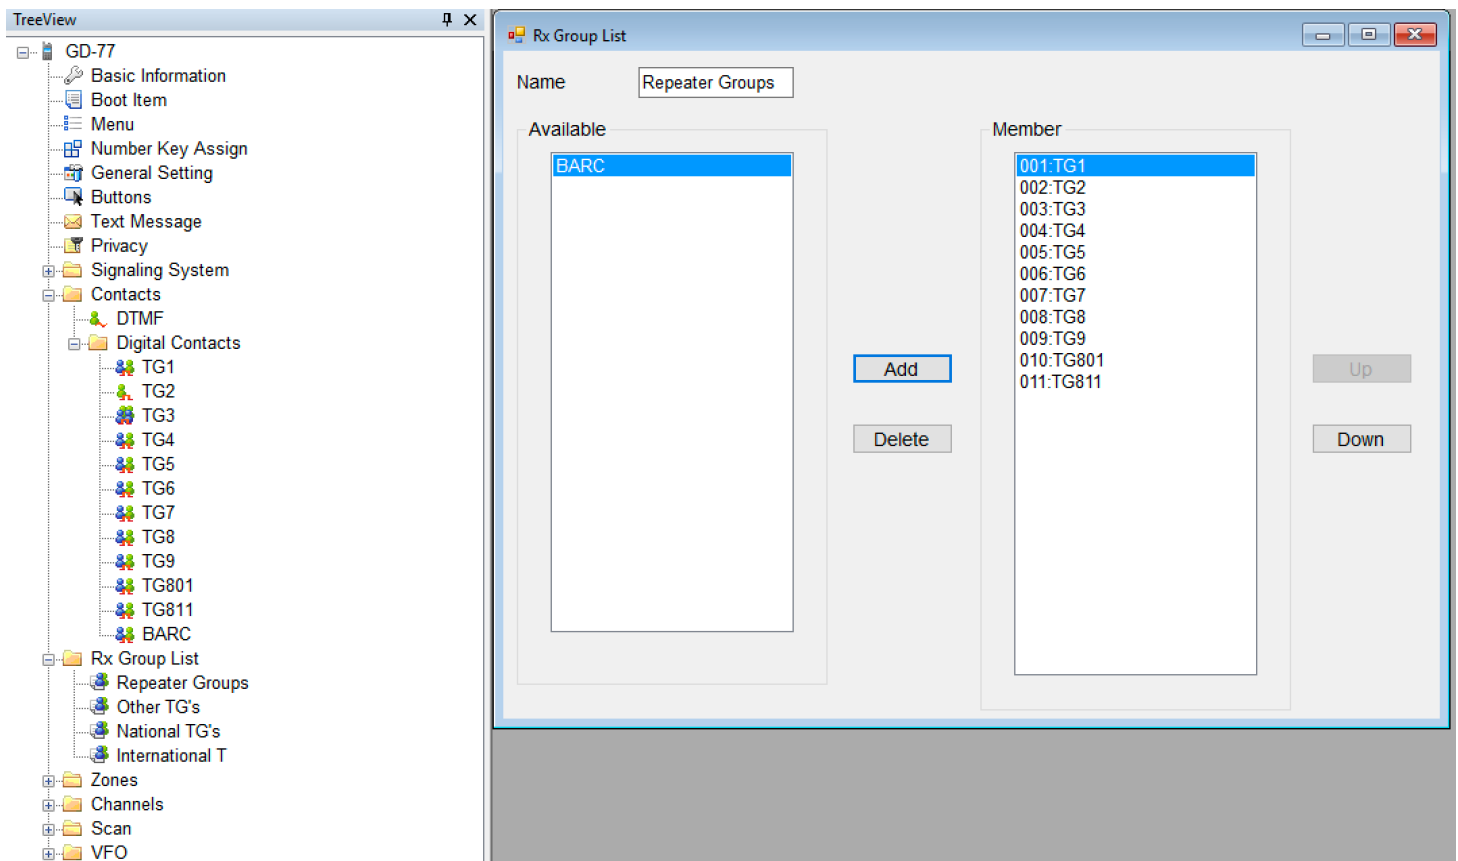 TreeView
GD-77
Basic Information
Boot Item
Menu
Number Key Assign
General Setting
Buttons
Text Message
Privacy
Signaling System
Contacts
DTMF
Digital Contacts
TG1
TG2
TG3
TG4
TG5
TG6
TG7
TG8
TG9
TG801
TG811
BARC
Rx Group List
Repeater Groups
Other TG's
National TG's
International T
Zones
Channels
Scan
VFO
Rx Group List
Name Repeater Groups
Available
BARC
Add
Delete
Member
001:TG1
002:TG2
003:TG3
004:TG4
005:TG5
006:TG6
007:TG7
008:TG8
009:TG9
010:TG801
011:TG811
Up
Down